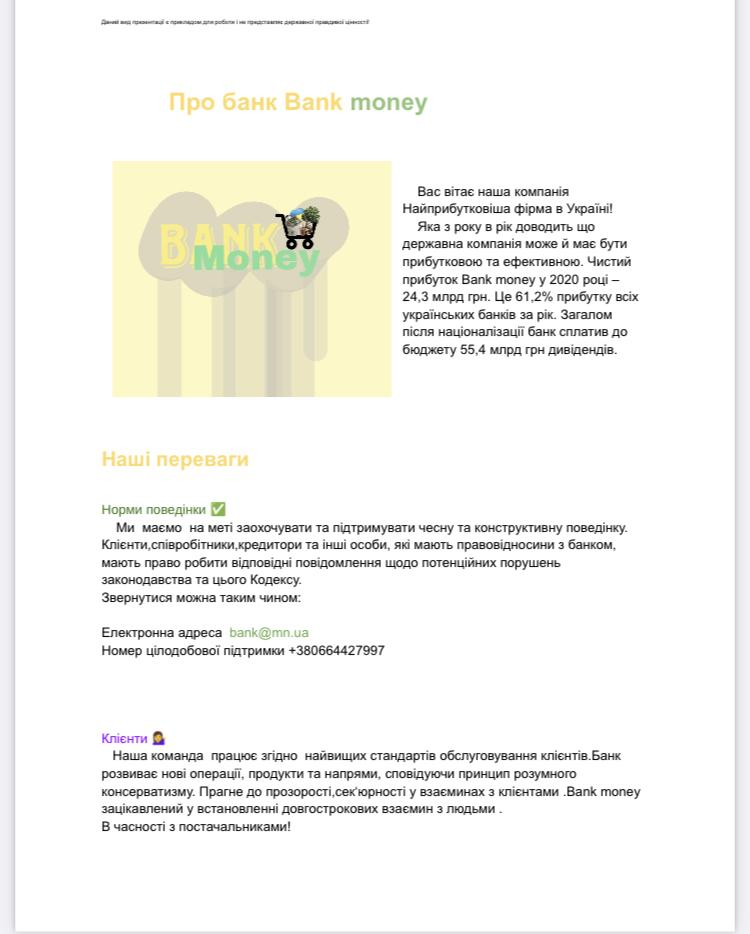 Даний вид презентації є прикладом для роботи і не представляє державної правдивої цінності!
Про банк Bank money
BANK
Money
Вас вітає наша компанія
Найприбутковіша фірма в Україні!
Яка з року в рік доводить що
державна компанія може й має бути
прибутковою та ефективною. Чистий
прибуток Bank money у 2020 році –
24,3 млрд грн. Це 61,2% прибутку всіх
українських банків за рік. Загалом
після націоналізації банк сплатив до
бюджету 55,4 млрд грн дивідендів.
Наші переваги
Норми поведінки ✅
Ми маємо на меті заохочувати та підтримувати чесну та конструктивну поведінку.
Клієнти,співробітники,кредитори та інші особи, які мають правовідносини з банком,
мають право робити відповідні повідомлення щодо потенційних порушень
законодавства та цього Кодексу.
Звернутися можна таким чином:
Електронна адреса bank@mn.ua
Номер цілодобової підтримки +380664427997
Клієнти 💁🏾‍♀️
Наша команда працює згідно найвищих стандартів обслуговування клієнтів.Банк
розвиває нові операції, продукти та напрями, сповідуючи принцип розумного
консерватизму. Прагне до прозорості,сек'юрності у взаєминах з клієнтами .Bank money
зацікавлений у встановленні довгострокових взаємин з людьми .
В часності з постачальниками!